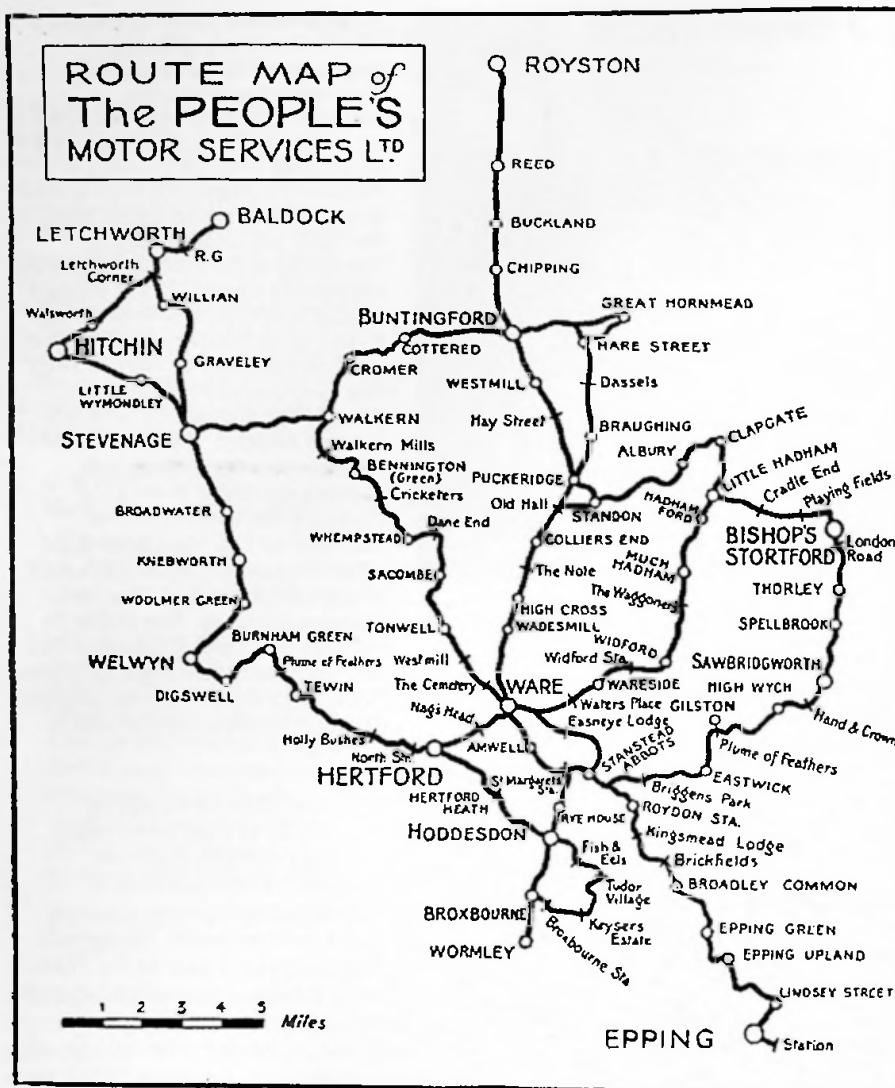 ROUTE MAP of
The PEOPLE'S
MOTOR SERVICES LTD.
ROYSTON
REED
BUCKLAND
CHIPPING
BALDOCK
LETCHWORTH
R.G
Letchworth
Corner
WILLIAN
Walsworth
HITCHIN
GRAVELEY
LITTLE
WYMONDLEY
STEVENAGE
BUNTINGFORD
COTTERED
CROMER
GREAT HORNMEAD
HARE STREET
WESTMILL
Dassels
Hay Street
BRAUGHING
WALKERN
Walkern Mills
BENNINGTON
(Green)
Cricketers
ALBURY
CLAPGATE
PUCKERIDGE
LITTLE HADHAM
Cradle End
Playing Fields
Old Hall
STANDON
HADHAM
FORD
BISHOP'S
STORTFORD
London
Road
BROADWATER
WHEMPSTEAD
Dane End
COLLIERS END
MUCH
HADHAM
KNEBWORTH
SACOMBE
The Note
The Waggoners
THORLEY
WOOLMER GREEN
HIGH CROSS
SPELLBROOK
TONWELL
WADESMILL
WIDFORD
Widford Sta.
BURNHAM GREEN
WELWYN
Plume of Feathers
Westmill
SAWBRIDGWORTH
DIGSWELL
TEWIN
The Cemetery
WARE
WARESIDE
HIGH WYCH
GILSTON
Waters Place
Hand & Crown
Nag's Head
Easneye Lodge
Holly Bushes
North Sta.
AMWELL
STANSTEAD
ABBOTS
Plume of Feathers
HERTFORD
St Margarets
Sta.
EASTWICK
Briggens Park
HERTFORD
HEATH
RYE HOUSE
ROYDON STA.
HODDESDON
Kingsmead Lodge
Fish &
Eels
Brickfields
Tudor
Village
BROADLEY COMMON
BROXBOURNE
Keysers
Estate
Broxbourne Sta
WORMLEY
EPPING GREEN
EPPING UPLAND
LINDSEY STREET
EPPING
Station
1 2 3 4 5 Miles